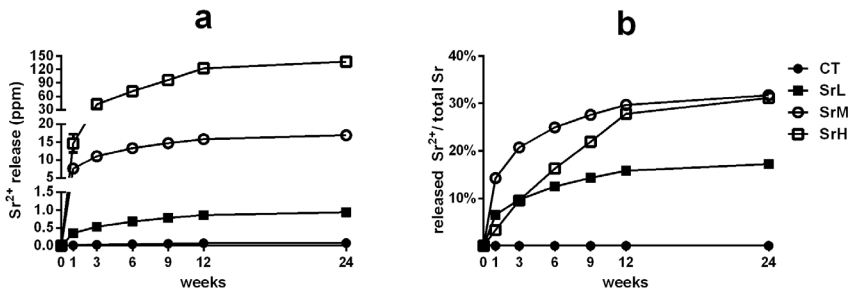 a
Sr2+ release (ppm)
150
120
90
60
30
20
15
10
5
1.5
1.0
0.5
0.0
0 1 3 6 9 12 24
weeks
b
released Sr2+/ total Sr
40%
30%
20%
10%
0 1 3 6 9 12 24
weeks
CT
SrL
SrM
SrH